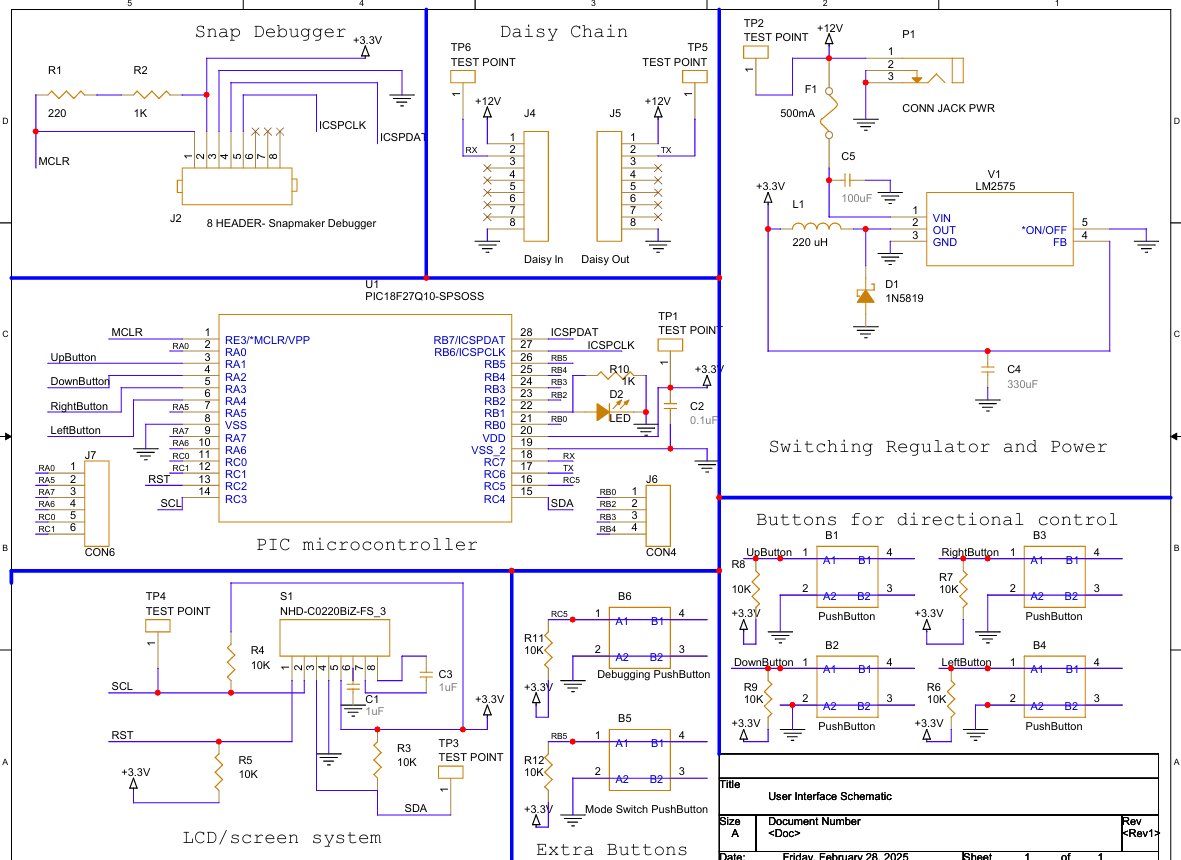 5 4 3 2 1
Snap Debugger
+3.3V
R1
R2
220
1K
ICSPCLK
ICSPDAT
MCLR
1 2 3 4 5 6 7 8
J2
8 HEADER- Snapmaker Debugger
Daisy Chain
TP6
TEST POINT
1
TP5
TEST POINT
1
+12V
J4
J5
+12V
RX
TX
1
2
3
4
5
6
7
8
1
2
3
4
5
6
7
8
Daisy In
Daisy Out
TP2
TEST POINT
1
+12V
P1
1
2
3
CONN JACK PWR
F1
500mA
C5
100uF
+3.3V
L1
220 uH
V1
LM2575
1 VIN
2 OUT
3 GND
*ON/OFF 5
FB 4
D1
1N5819
C4
330uF
Switching Regulator and Power
U1
PIC18F27Q10-SPSOSS
MCLR 1 RE3/*MCLR/VPP
RA0 2 RA0
UpButton 3 RA1
DownButton 4 RA2
5 RA3
RightButton 6 RA4
RA5 7 RA5
8 VSS
LeftButton
RA7 9 RA7
RA6 10 RA6
RC0 11 RC0
RC1 12 RC1
RST 13 RC2
14 RC3
SCL
RB7/ICSPDAT 28 ICSPDAT
RB6/ICSPCLK 27 ICSPCLK
RB5 26 RB5
RB4 25 RB4
RB3 24 RB3
RB2 23 RB2
RB1 22
RB0 21 RB0
VDD 20
VSS_2 19
RC7 18 RX
RC6 17 TX
RC5 16 RC5
RC4 15
SDA
R10
1K
D2
LED
TP1
TEST POINT
1
+3.3V
C2
0.1uF
J7
RA0 1
RA5 2
RA7 3
RA6 4
RC0 5
RC1 6
CON6
J6
RB0 1
RB2 2
RB3 3
RB4 4
CON4
PIC microcontroller
Buttons for directional control
UpButton
B1
1 A1 B1 4
2 A2 B2 3
PushButton
R8
10K
+3.3V
RightButton
B3
1 A1 B1 4
2 A2 B2 3
PushButton
R7
10K
+3.3V
DownButton
B2
1 A1 B1 4
2 A2 B2 3
PushButton
R9
10K
+3.3V
LeftButton
B4
1 A1 B1 4
2 A2 B2 3
PushButton
R6
10K
+3.3V
TP4
TEST POINT
1
S1
NHD-C0220BiZ-FS_3
1 2 3 4 5 6 7 8
R4
10K
SCL
C3
1uF
C1
1uF
+3.3V
RST
R5
10K
+3.3V
R3
10K
TP3
TEST POINT
1
SDA
LCD/screen system
B6
RC5 1 A1 B1 4
2 A2 B2 3
R11
10K
Debugging PushButton
+3.3V
B5
RB5 1 A1 B1 4
2 A2 B2 3
R12
10K
Mode Switch PushButton
+3.3V
Extra Buttons
Title
User Interface Schematic
Size
A
Document Number
<Doc>
Rev
<Rev1>
Date: Friday, February 28, 2025 Sheet 1 of 1
D
C
B
A
D
C
B
A